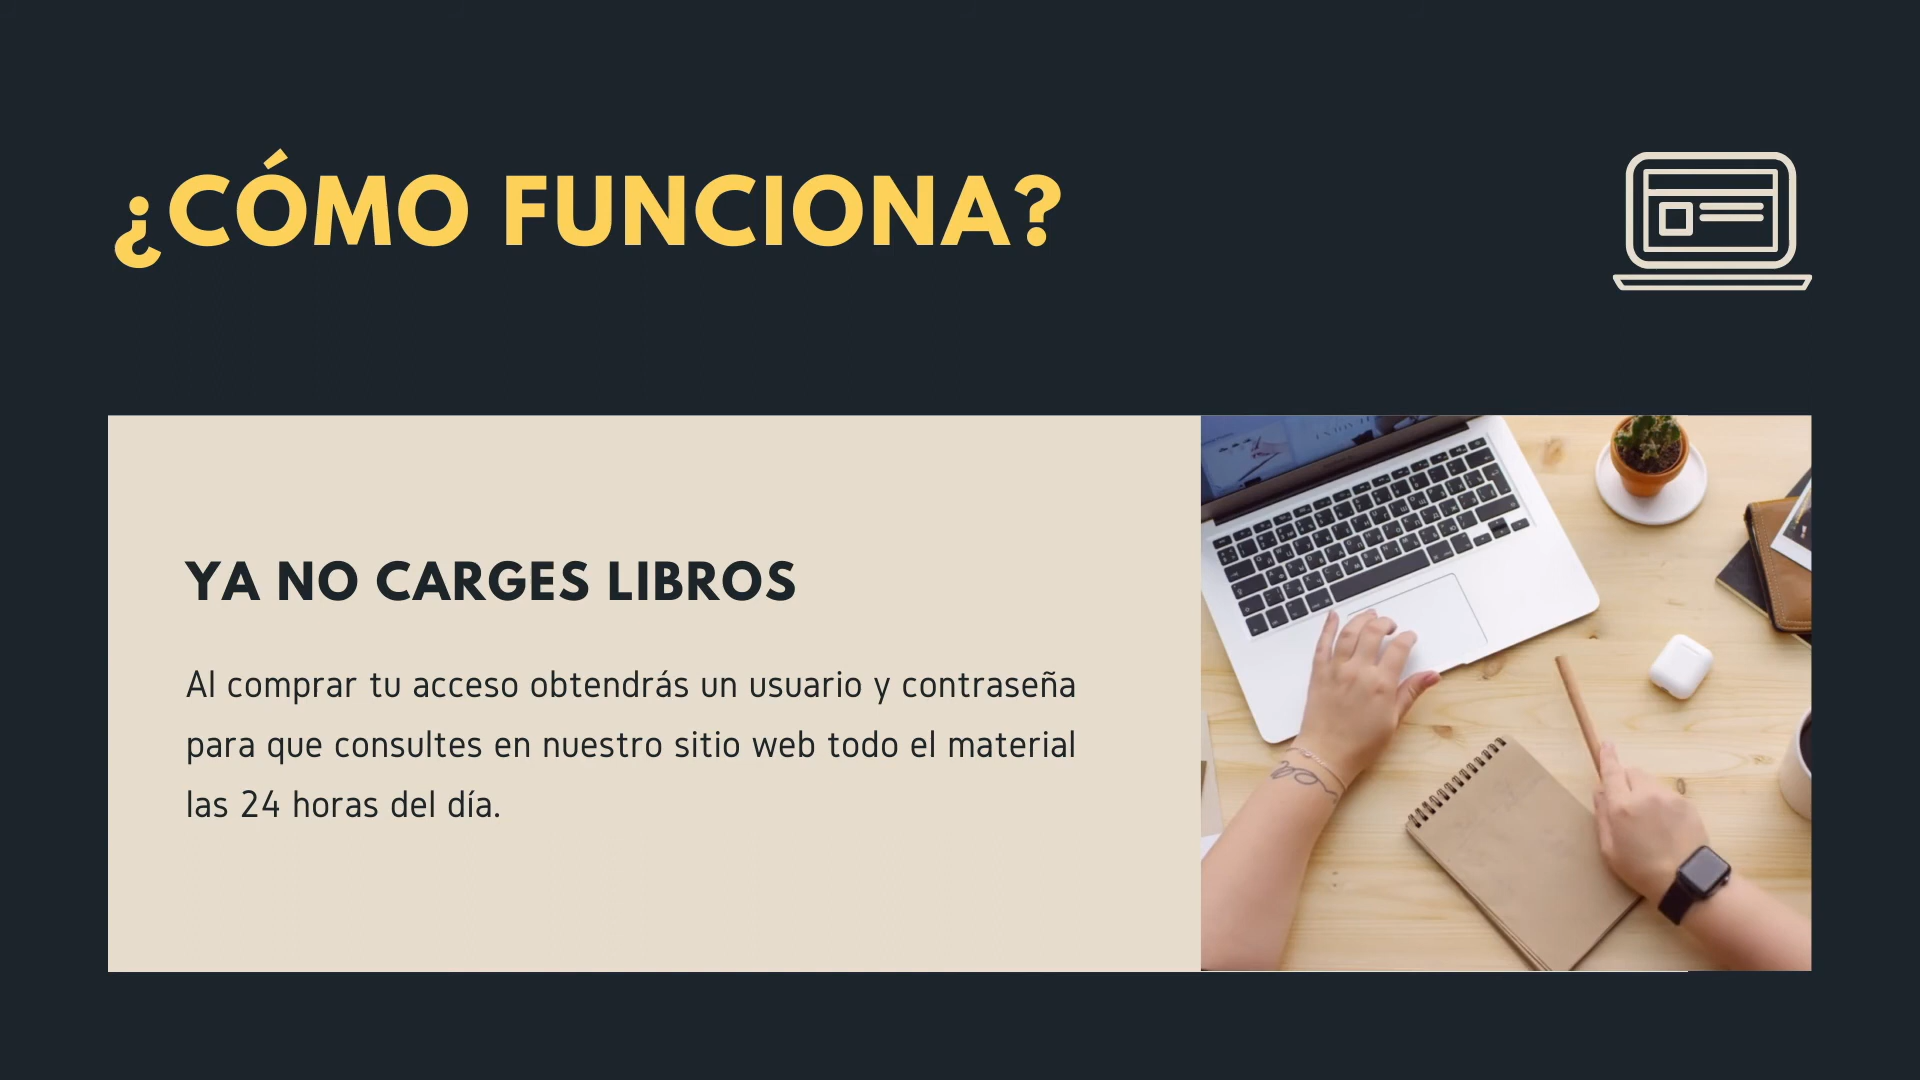 ¿CÓMO FUNCIONA?
YA NO CARGES LIBROS
Al comprar tu acceso obtendrás un usuario y contraseña
para que consultes en nuestro sitio web todo el material
las 24 horas del día.